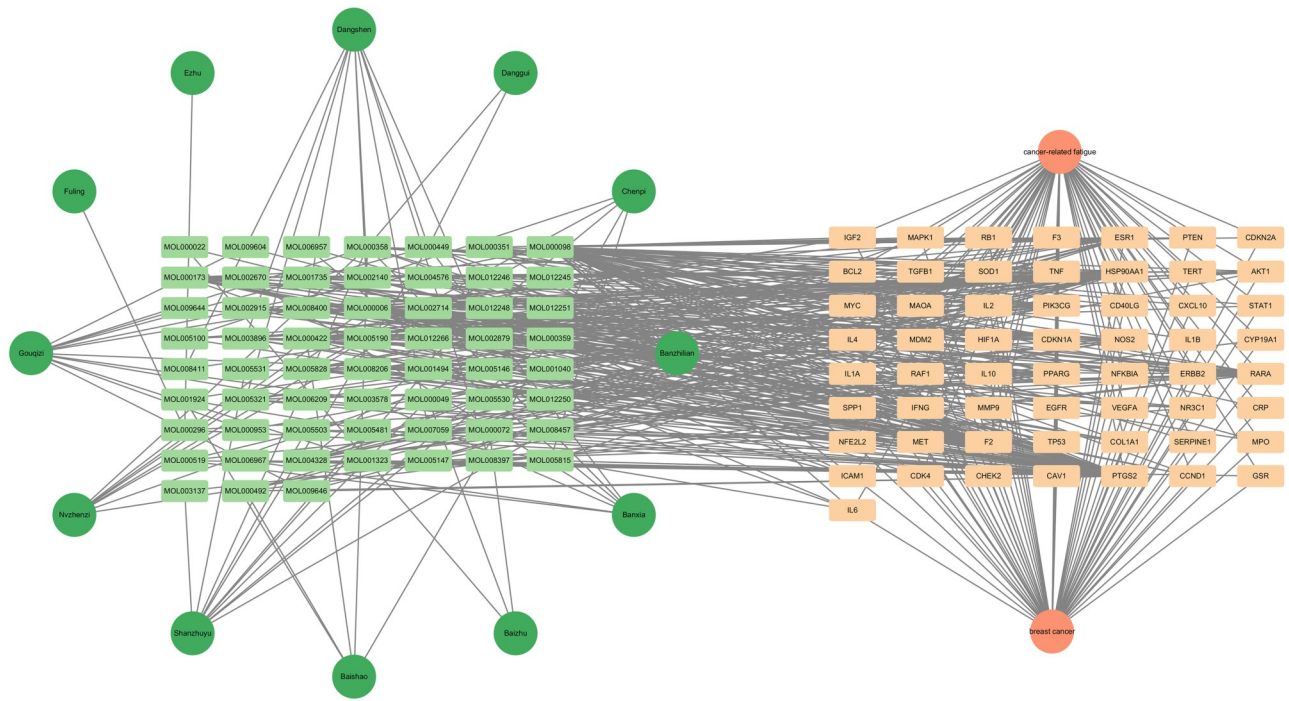 Dangshen
Ezhu
Danggui
cancer-related fatigue
Fuling
Chenpi
IGF2 MAPK1 RB1 F3 ESR1 PTEN CDKN2A
MOL000022 MOL009604 MOL006957 MOL000358 MOL000449 MOL000351 MOL000098
BCL2 TGFB1 SOD1 TNF HSP90AA1 TERT AKT1
MOL000173 MOL002670 MOL001735 MOL002140 MOL004576 MOL012246 MOL012245
MYC MAOA IL2 PIK3CG CD40LG CXCL10 STAT1
MOL009644 MOL002915 MOL008400 MOL000006 MOL002714 MOL012248 MOL012251
MOL005100 MOL003896 MOL000422 MOL005190 MOL012266 MOL002879 MOL000359
IL4 MDM2 HIF1A CDKN1A NOS2 IL1B CYP19A1
Gouqizi
Banzhilian
MOL008411 MOL005531 MOL005828 MOL008206 MOL001494 MOL005146 MOL001040
IL1A RAF1 IL10 PPARG NFKBIA ERBB2 RARA
MOL001924 MOL005321 MOL006209 MOL003578 MOL000049 MOL005530 MOL012250
SPP1 IFNG MMP9 EGFR VEGFA NR3C1 CRP
MOL000296 MOL000953 MOL005503 MOL005481 MOL007059 MOL000072 MOL008457
NFE2L2 MET F2 TP53 COL1A1 SERPINE1 MPO
MOL000519 MOL006967 MOL004328 MOL001323 MOL005147 MOL008397 MOL005815
ICAM1 CDK4 CHEK2 CAV1 PTGS2 CCND1 GSR
MOL003137 MOL000492 MOL009646
IL6
Nvzhenzi
Banxia
Shanzhuyu
Baizhu
breast cancer
Baishao